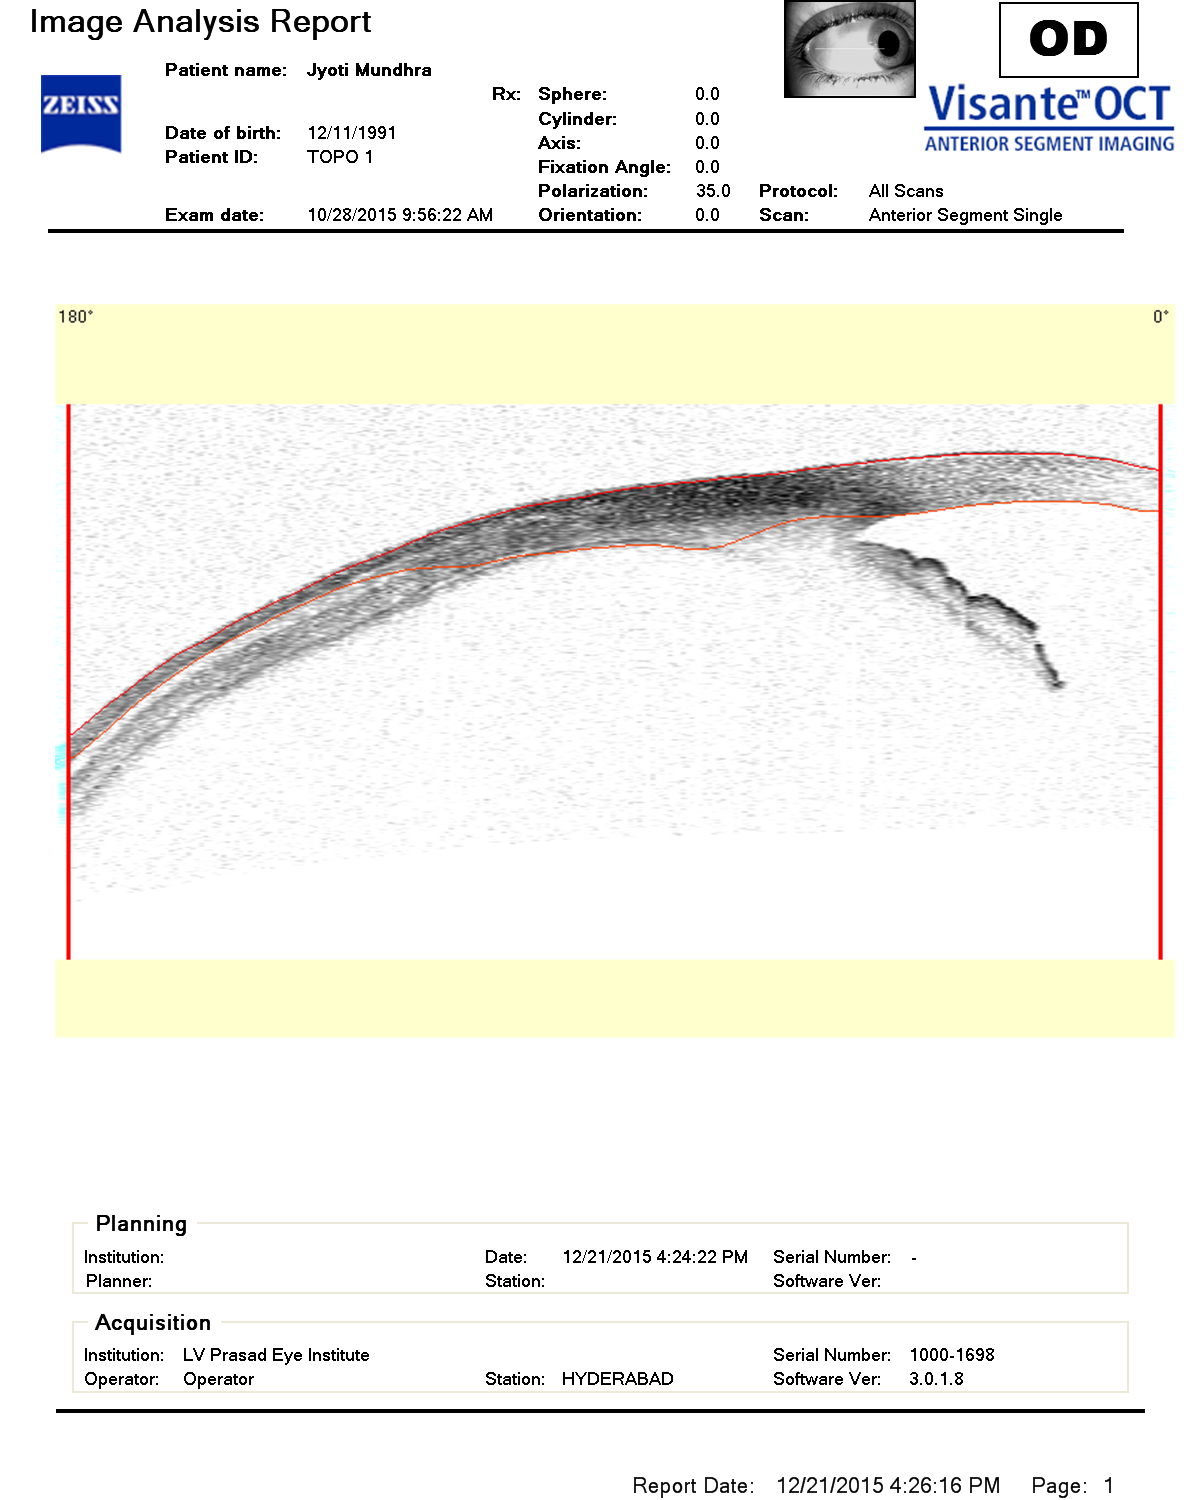 Image Analysis Report
OD
ZEISS
Visante™ OCT
ANTERIOR SEGMENT IMAGING
Patient name: Jyoti Mundhra
Date of birth: 12/11/1991
Patient ID: TOPO 1
Exam date: 10/28/2015 9:56:22 AM
Rx: Sphere: 0.0
Cylinder: 0.0
Axis: 0.0
Fixation Angle: 0.0
Polarization: 35.0 Protocol: All Scans
Orientation: 0.0 Scan: Anterior Segment Single
180° 0°
Planning
Institution: Date: 12/21/2015 4:24:22 PM Serial Number: -
Planner: Station: Software Ver:
Acquisition
Institution: LV Prasad Eye Institute Serial Number: 1000-1698
Operator: Operator Station: HYDERABAD Software Ver: 3.0.1.8
Report Date: 12/21/2015 4:26:16 PM Page: 1